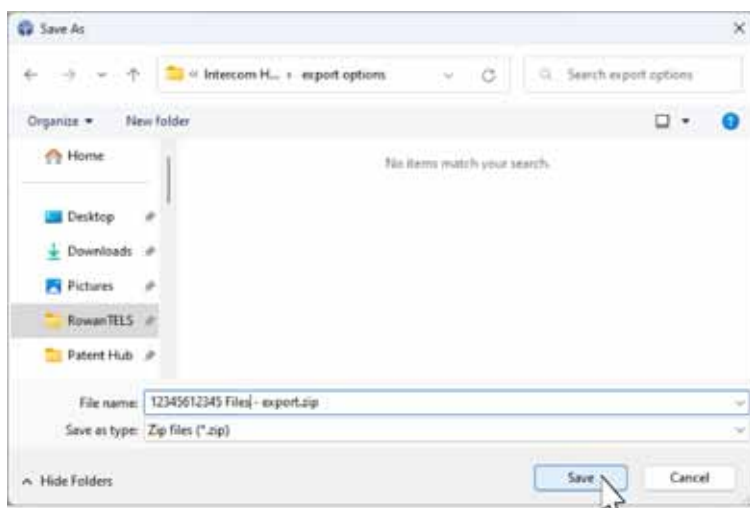 Save As
« Intercom H... › export options
Search export options
Organize
New folder
Home
No items match your search.
Desktop
Downloads
Pictures
RowanTELS
Patent Hub
File name: 12345612345 Files - export.zip
Save as type: Zip files (*.zip)
Hide Folders
Save
Cancel